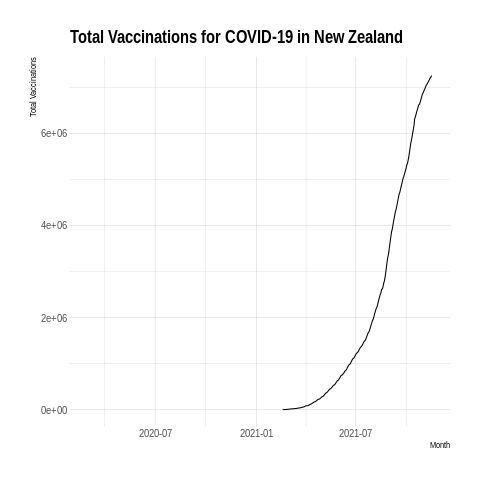 Total Vaccinations for COVID-19 in New Zealand
Total Vaccinations
6e+06
4e+06
2e+06
0e+00
2020-07 2021-01 2021-07
Month